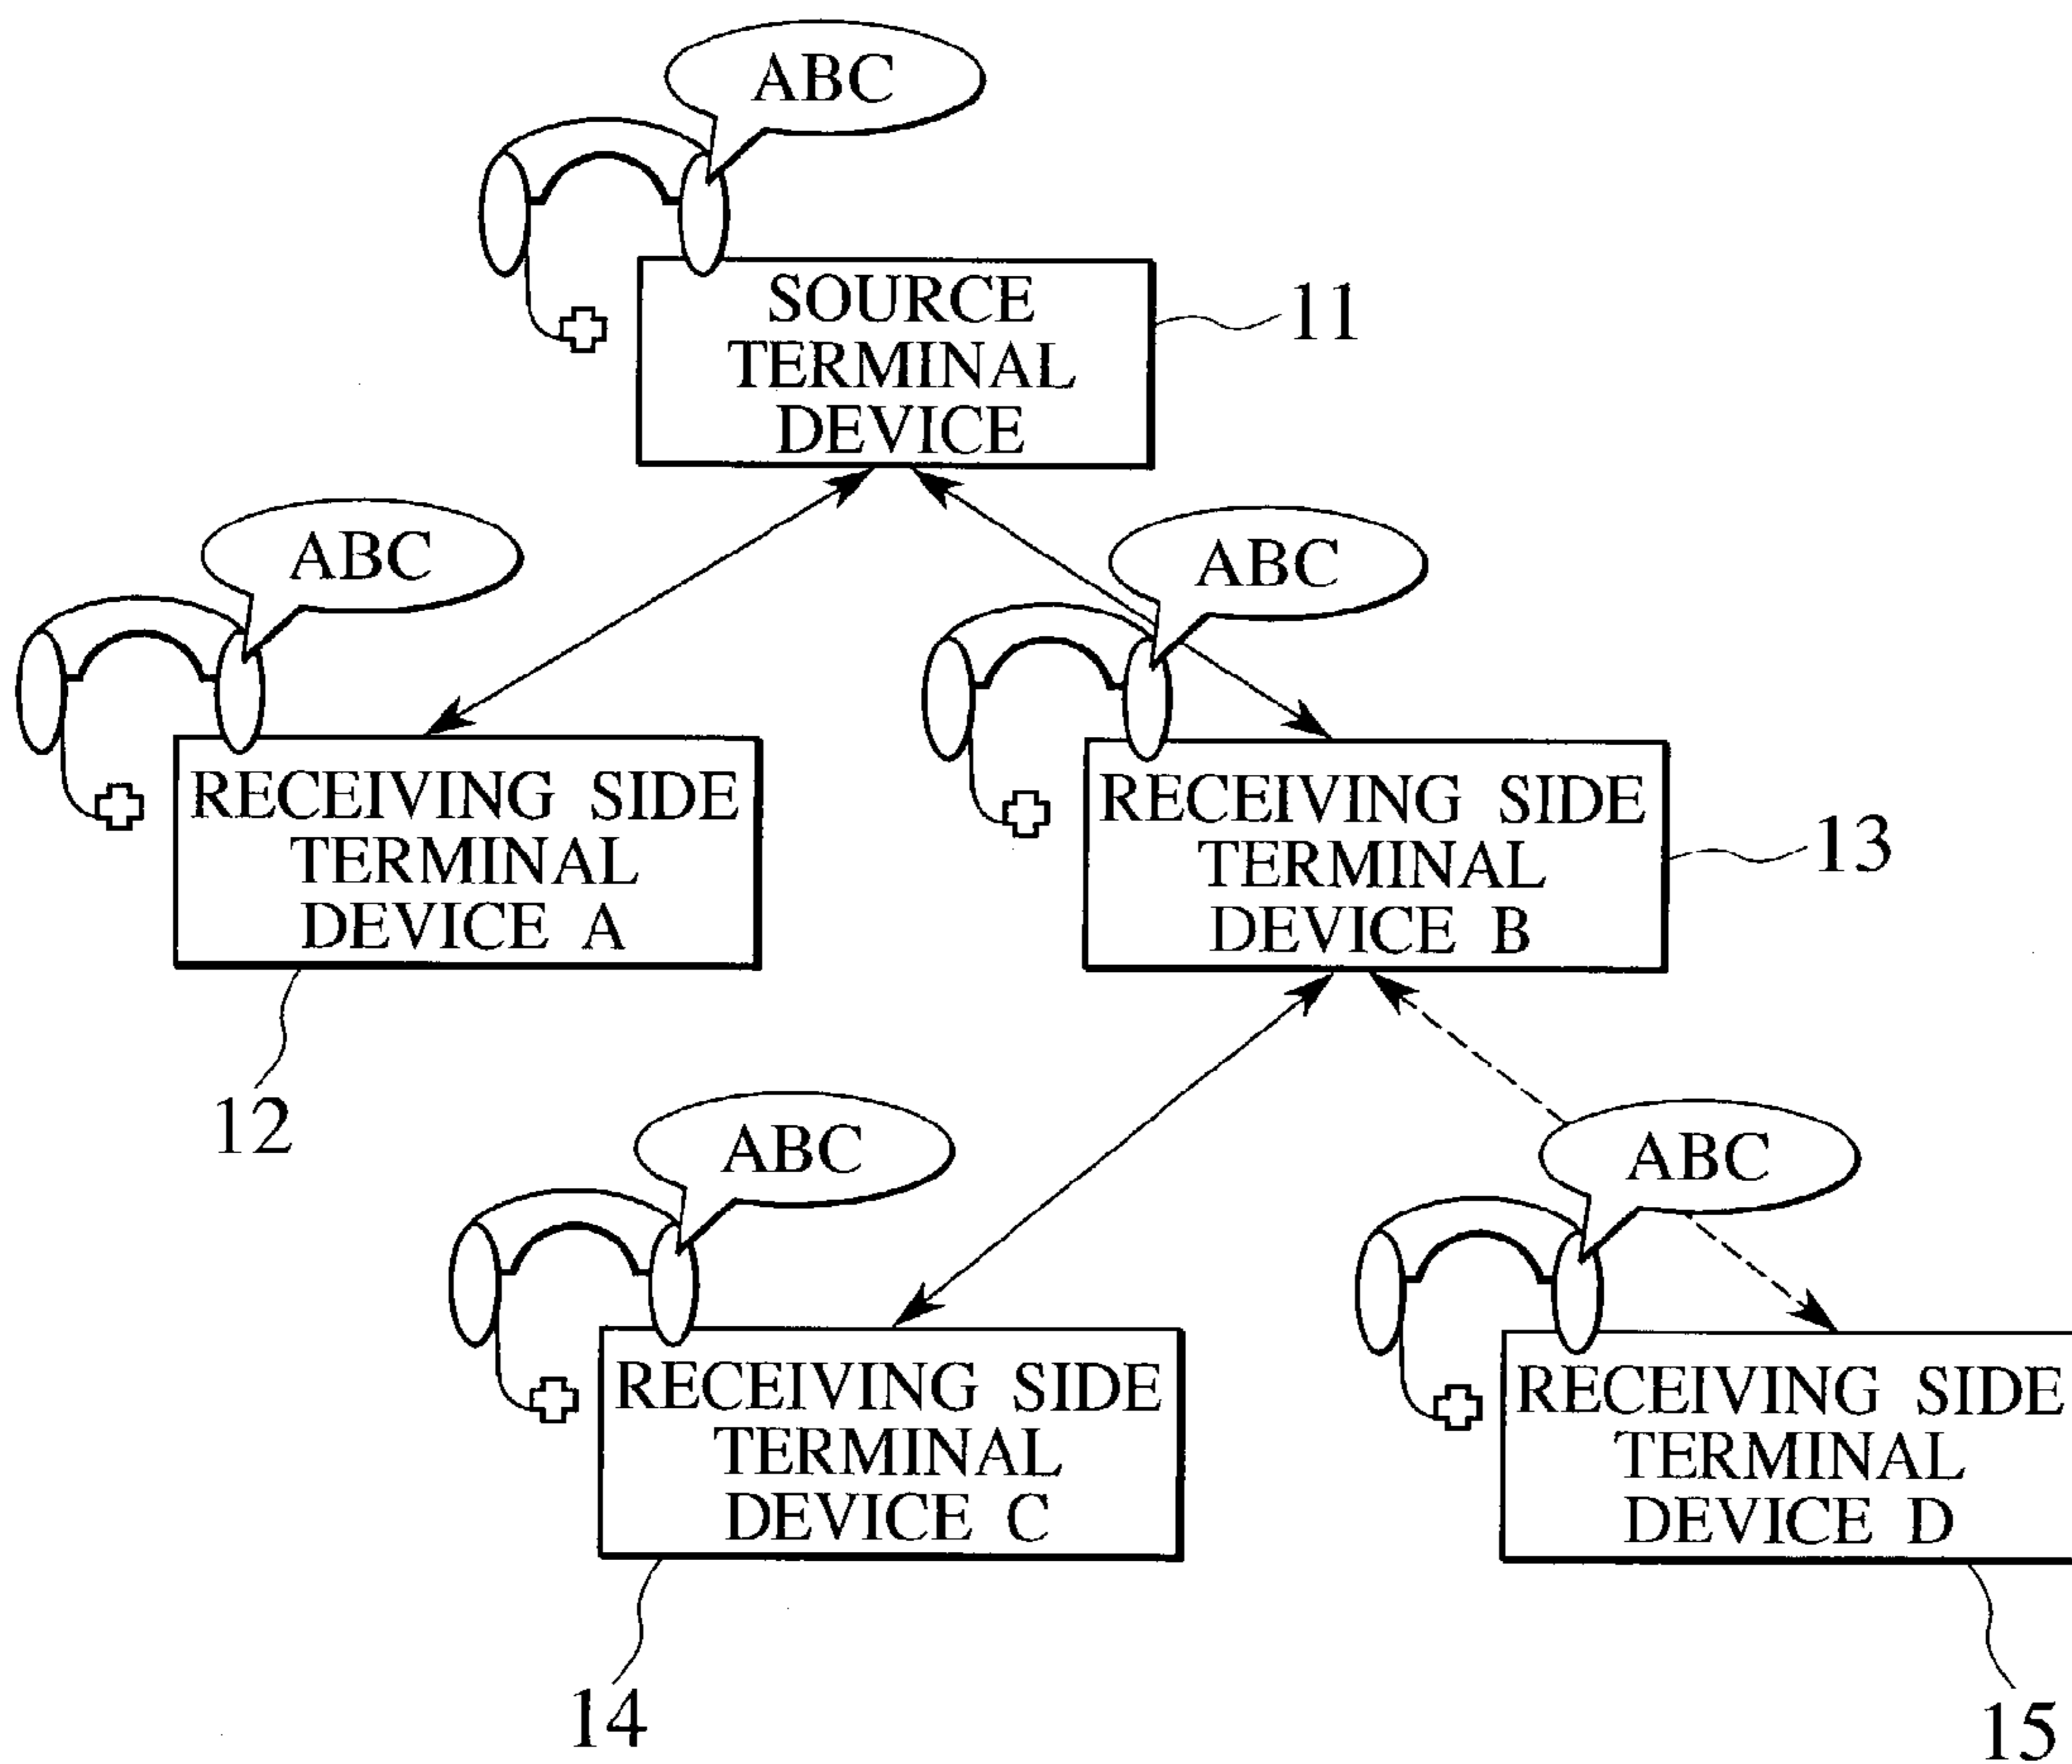 ABC
SOURCE
TERMINAL
DEVICE
11
ABC
ABC
RECEIVING SIDE
TERMINAL
DEVICE A
RECEIVING SIDE
TERMINAL
DEVICE B
13
12
ABC
ABC
RECEIVING SIDE
TERMINAL
DEVICE C
RECEIVING SIDE
TERMINAL
DEVICE D
14
15